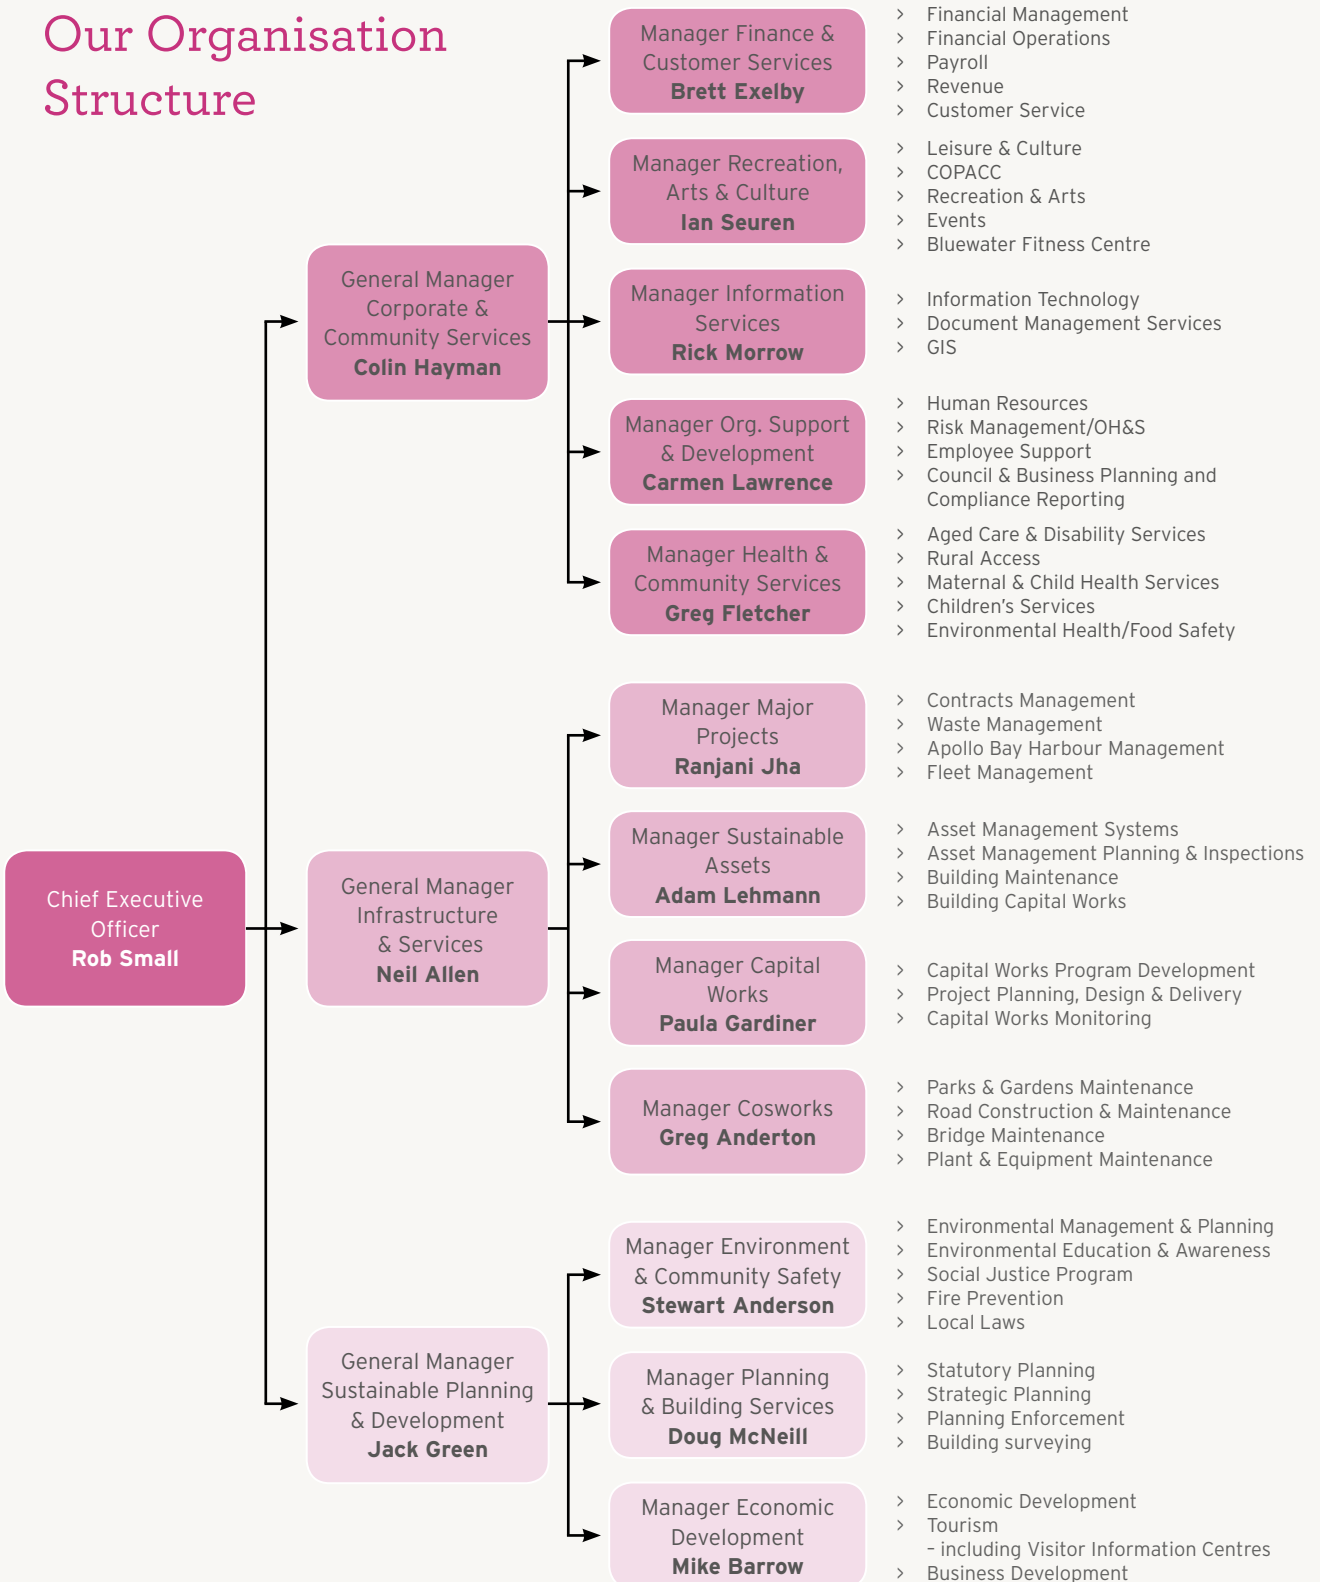 Our Organisation
Structure
Chief Executive
Officer
Rob Small
General Manager
Corporate &
Community Services
Colin Hayman
Manager Finance &
Customer Services
Brett Exelby
> Financial Management
> Financial Operations
> Payroll
> Revenue
> Customer Service
Manager Recreation,
Arts & Culture
Ian Seuren
> Leisure & Culture
> COPACC
> Recreation & Arts
> Events
> Bluewater Fitness Centre
Manager Information
Services
Rick Morrow
> Information Technology
> Document Management Services
> GIS
Manager Org. Support
& Development
Carmen Lawrence
> Human Resources
> Risk Management/OH&S
> Employee Support
> Council & Business Planning and
Compliance Reporting
Manager Health &
Community Services
Greg Fletcher
> Aged Care & Disability Services
> Rural Access
> Maternal & Child Health Services
> Children's Services
> Environmental Health/Food Safety
General Manager
Infrastructure
& Services
Neil Allen
Manager Major
Projects
Ranjani Jha
> Contracts Management
> Waste Management
> Apollo Bay Harbour Management
> Fleet Management
Manager Sustainable
Assets
Adam Lehmann
> Asset Management Systems
> Asset Management Planning & Inspections
> Building Maintenance
> Building Capital Works
Manager Capital
Works
Paula Gardiner
> Capital Works Program Development
> Project Planning, Design & Delivery
> Capital Works Monitoring
Manager Cosworks
Greg Anderton
> Parks & Gardens Maintenance
> Road Construction & Maintenance
> Bridge Maintenance
> Plant & Equipment Maintenance
General Manager
Sustainable Planning
& Development
Jack Green
Manager Environment
& Community Safety
Stewart Anderson
> Environmental Management & Planning
> Environmental Education & Awareness
> Social Justice Program
> Fire Prevention
> Local Laws
Manager Planning
& Building Services
Doug McNeill
> Statutory Planning
> Strategic Planning
> Planning Enforcement
> Building surveying
Manager Economic
Development
Mike Barrow
> Economic Development
> Tourism
– including Visitor Information Centres
> Business Development